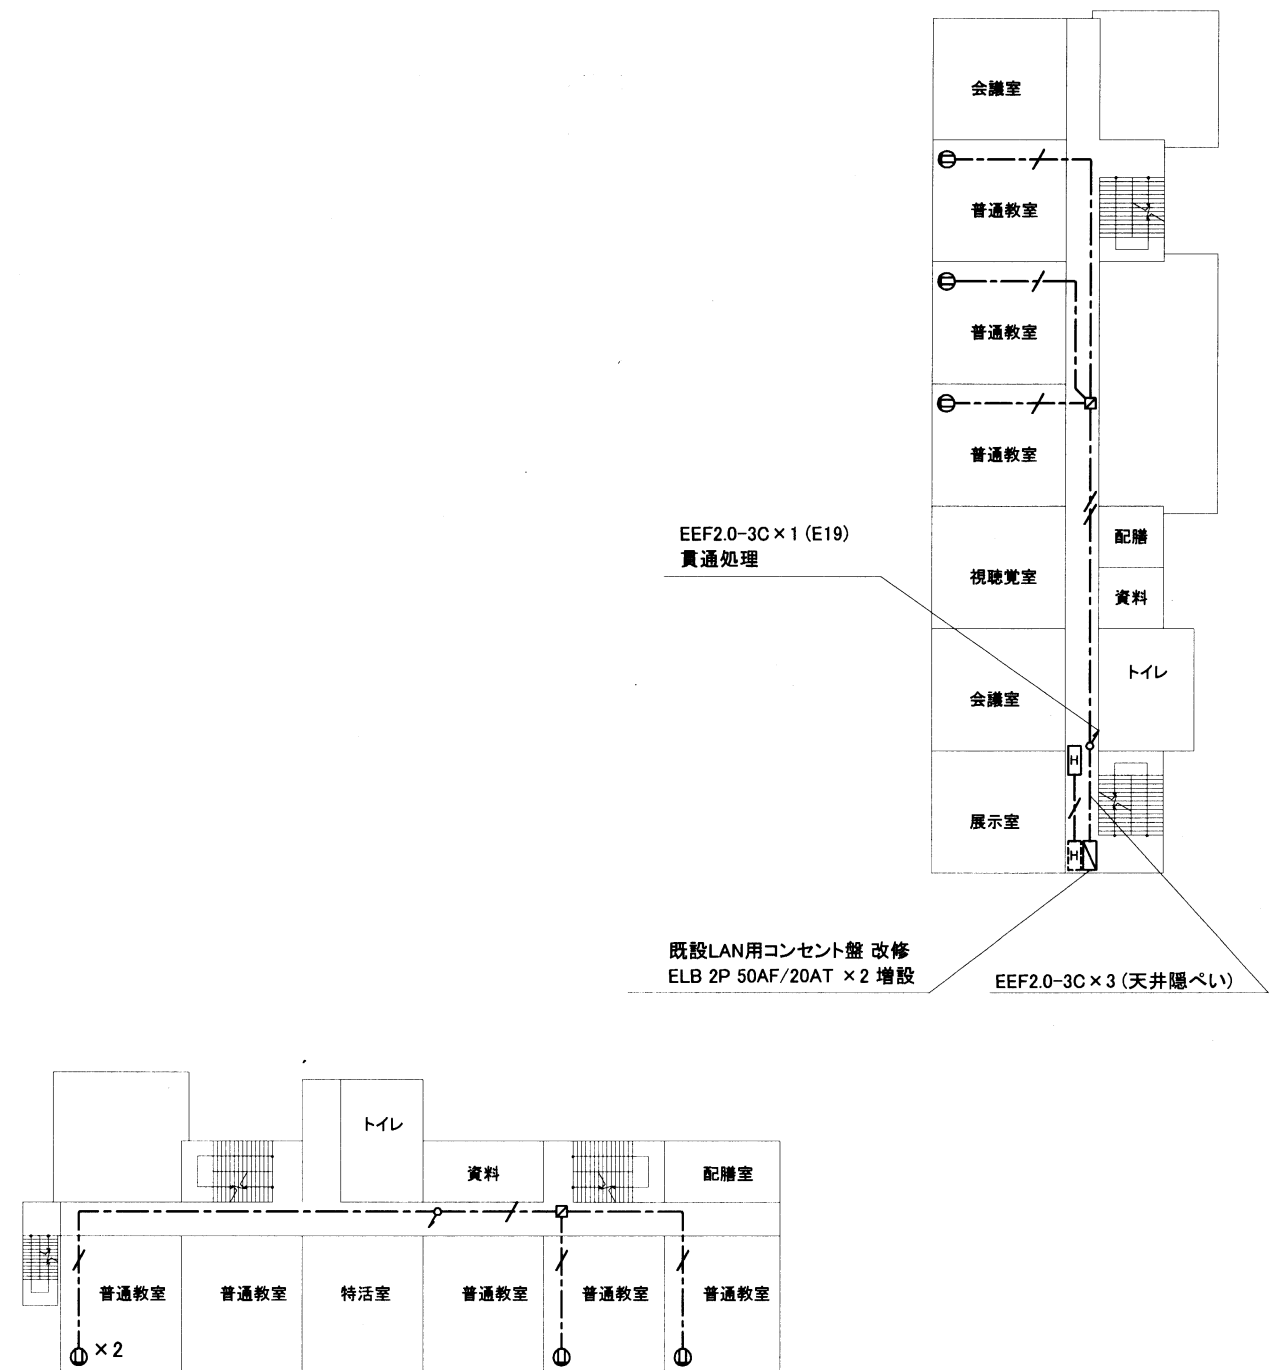 会議室
普通教室
普通教室
普通教室
EEF2.0-3C×1(E19)
貫通処理
配膳
視聴覚室
資料
会議室
トイレ
H
展示室
H
既設LAN用コンセント盤 改修
ELB 2P 50AF/20AT ×2 増設
EEF2.0-3C×3(天井隠ぺい)
トイレ
資料
配膳室
普通教室
普通教室
特活室
普通教室
普通教室
普通教室
×2